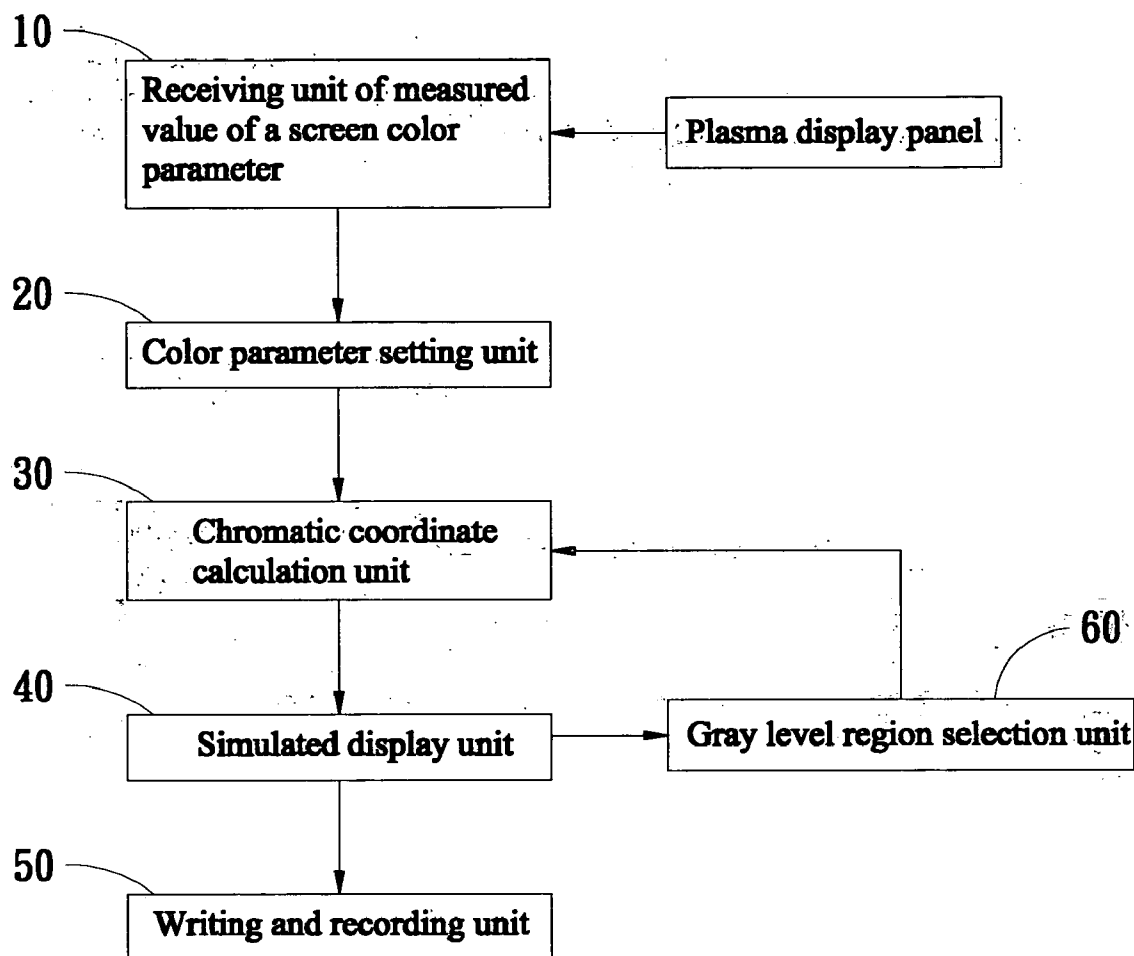 10
Receiving unit of measured
value of a screen color
parameter
Plasma display panel
20
Color parameter setting unit
30
Chromatic coordinate
calculation unit
60
40
Simulated display unit
Gray level region selection unit
50
Writing and recording unit